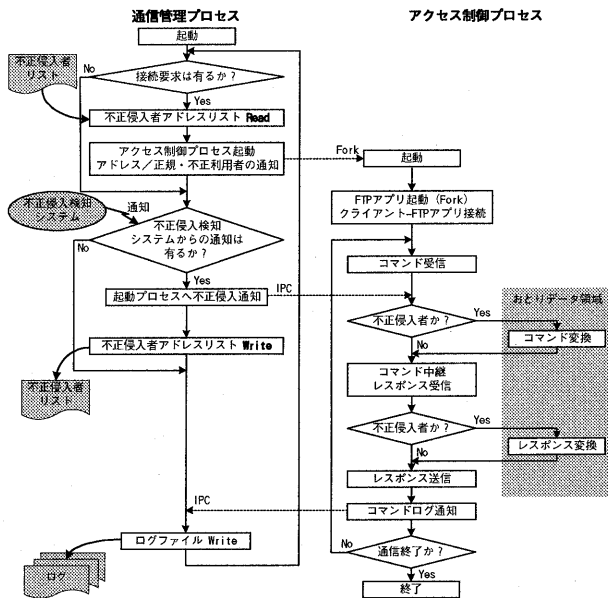 通信管理プロセス
アクセス制御プロセス
起動
不正侵入者
リスト
No
接続要求は有るか？
Yes
不正侵入者アドレスリスト Read
アクセス制御プロセス起動
アドレス／正規・不正利用者の通知
Fork
起動
FTPアプリ起動（Fork）
クライアント–FTPアプリ接続
不正侵入検知
システム
通知
不正侵入検知
システムからの通知は
有るか？
No
Yes
コマンド受信
起動プロセスへ不正侵入通知
IPC
おとりデータ領域
不正侵入者か？
Yes
コマンド変換
No
不正侵入者アドレスリスト Write
コマンド中継
レスポンス受信
不正侵入者
リスト
不正侵入者か？
Yes
レスポンス変換
No
レスポンス送信
IPC
コマンドログ通知
ログファイル Write
No
通信終了か？
ログ
Yes
終了